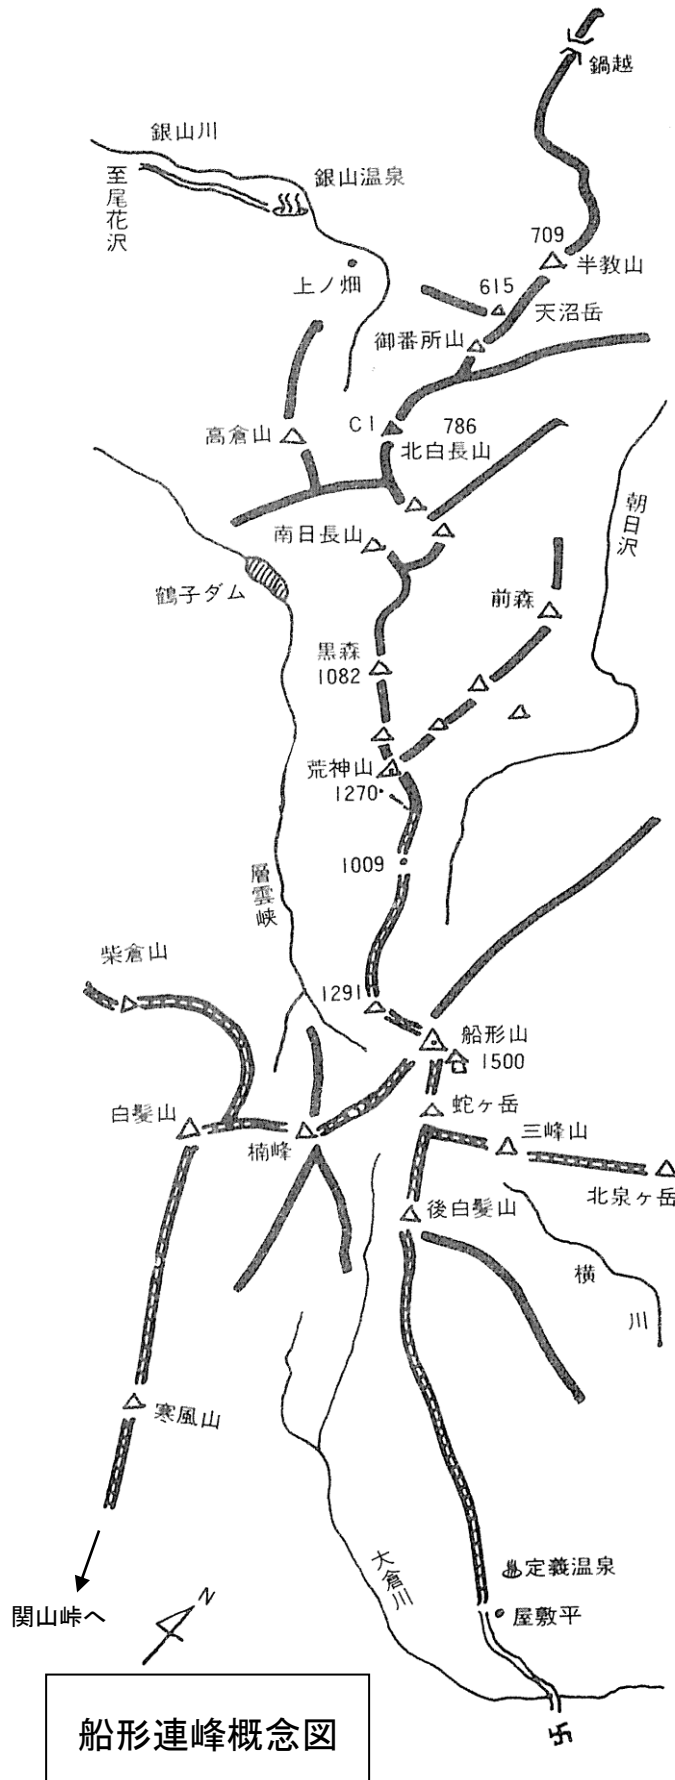 鍋越
銀山川
至尾花沢
銀山温泉
709
半教山
上ノ畑
615
天沼岳
御番所山
高倉山
C1
786
北白長山
朝日沢
南日長山
鶴子ダム
前森
黒森
1082
荒神山
1270
1009
層雲峡
柴倉山
1291
船形山
1500
蛇ヶ岳
白髪山
楠峰
三峰山
北泉ヶ岳
後白髪山
横川
寒風山
定義温泉
大倉川
屋敷平
関山峠へ
N
卐
船形連峰概念図